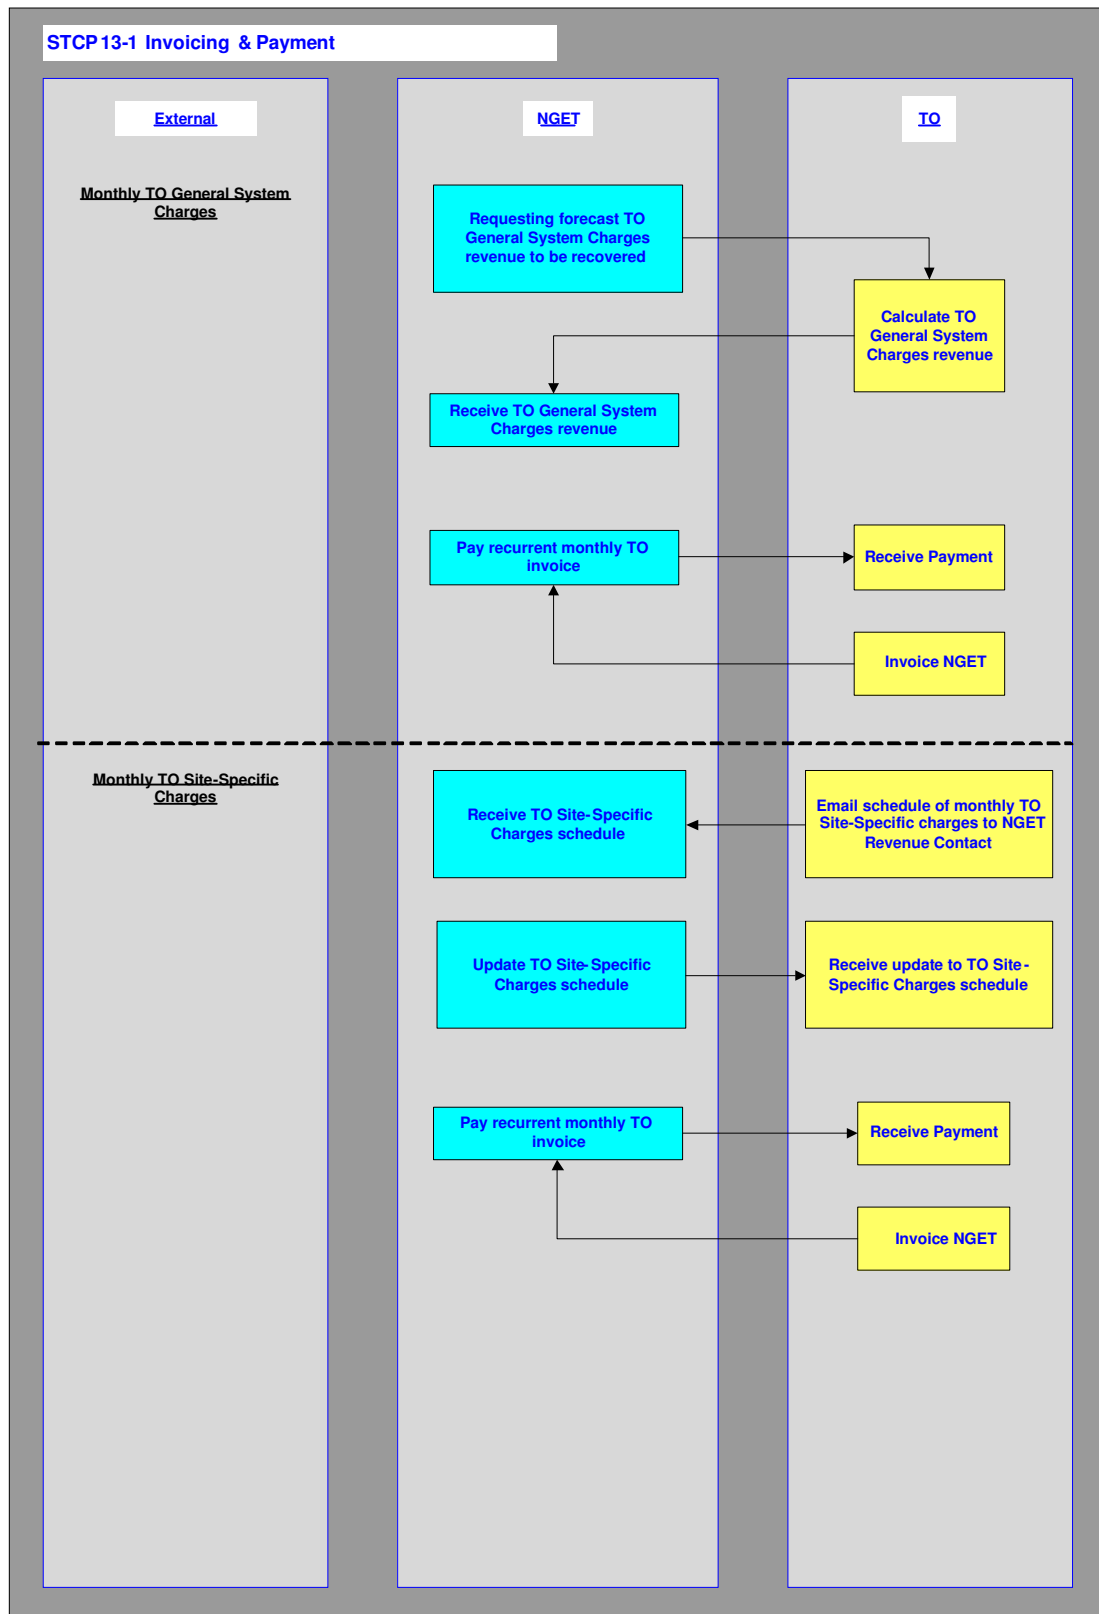 STCP 13-1 Invoicing & Payment
External
NGET
TO
Monthly TO General System
Charges
Requesting forecast TO
General System Charges
revenue to be recovered
Calculate TO
General System
Charges revenue
Receive TO General System
Charges revenue
Pay recurrent monthly TO
invoice
Receive Payment
Invoice NGET
Monthly TO Site-Specific
Charges
Receive TO Site-Specific
Charges schedule
Email schedule of monthly TO
Site-Specific charges to NGET
Revenue Contact
Update TO Site-Specific
Charges schedule
Receive update to TO Site-
Specific Charges schedule
Pay recurrent monthly TO
invoice
Receive Payment
Invoice NGET